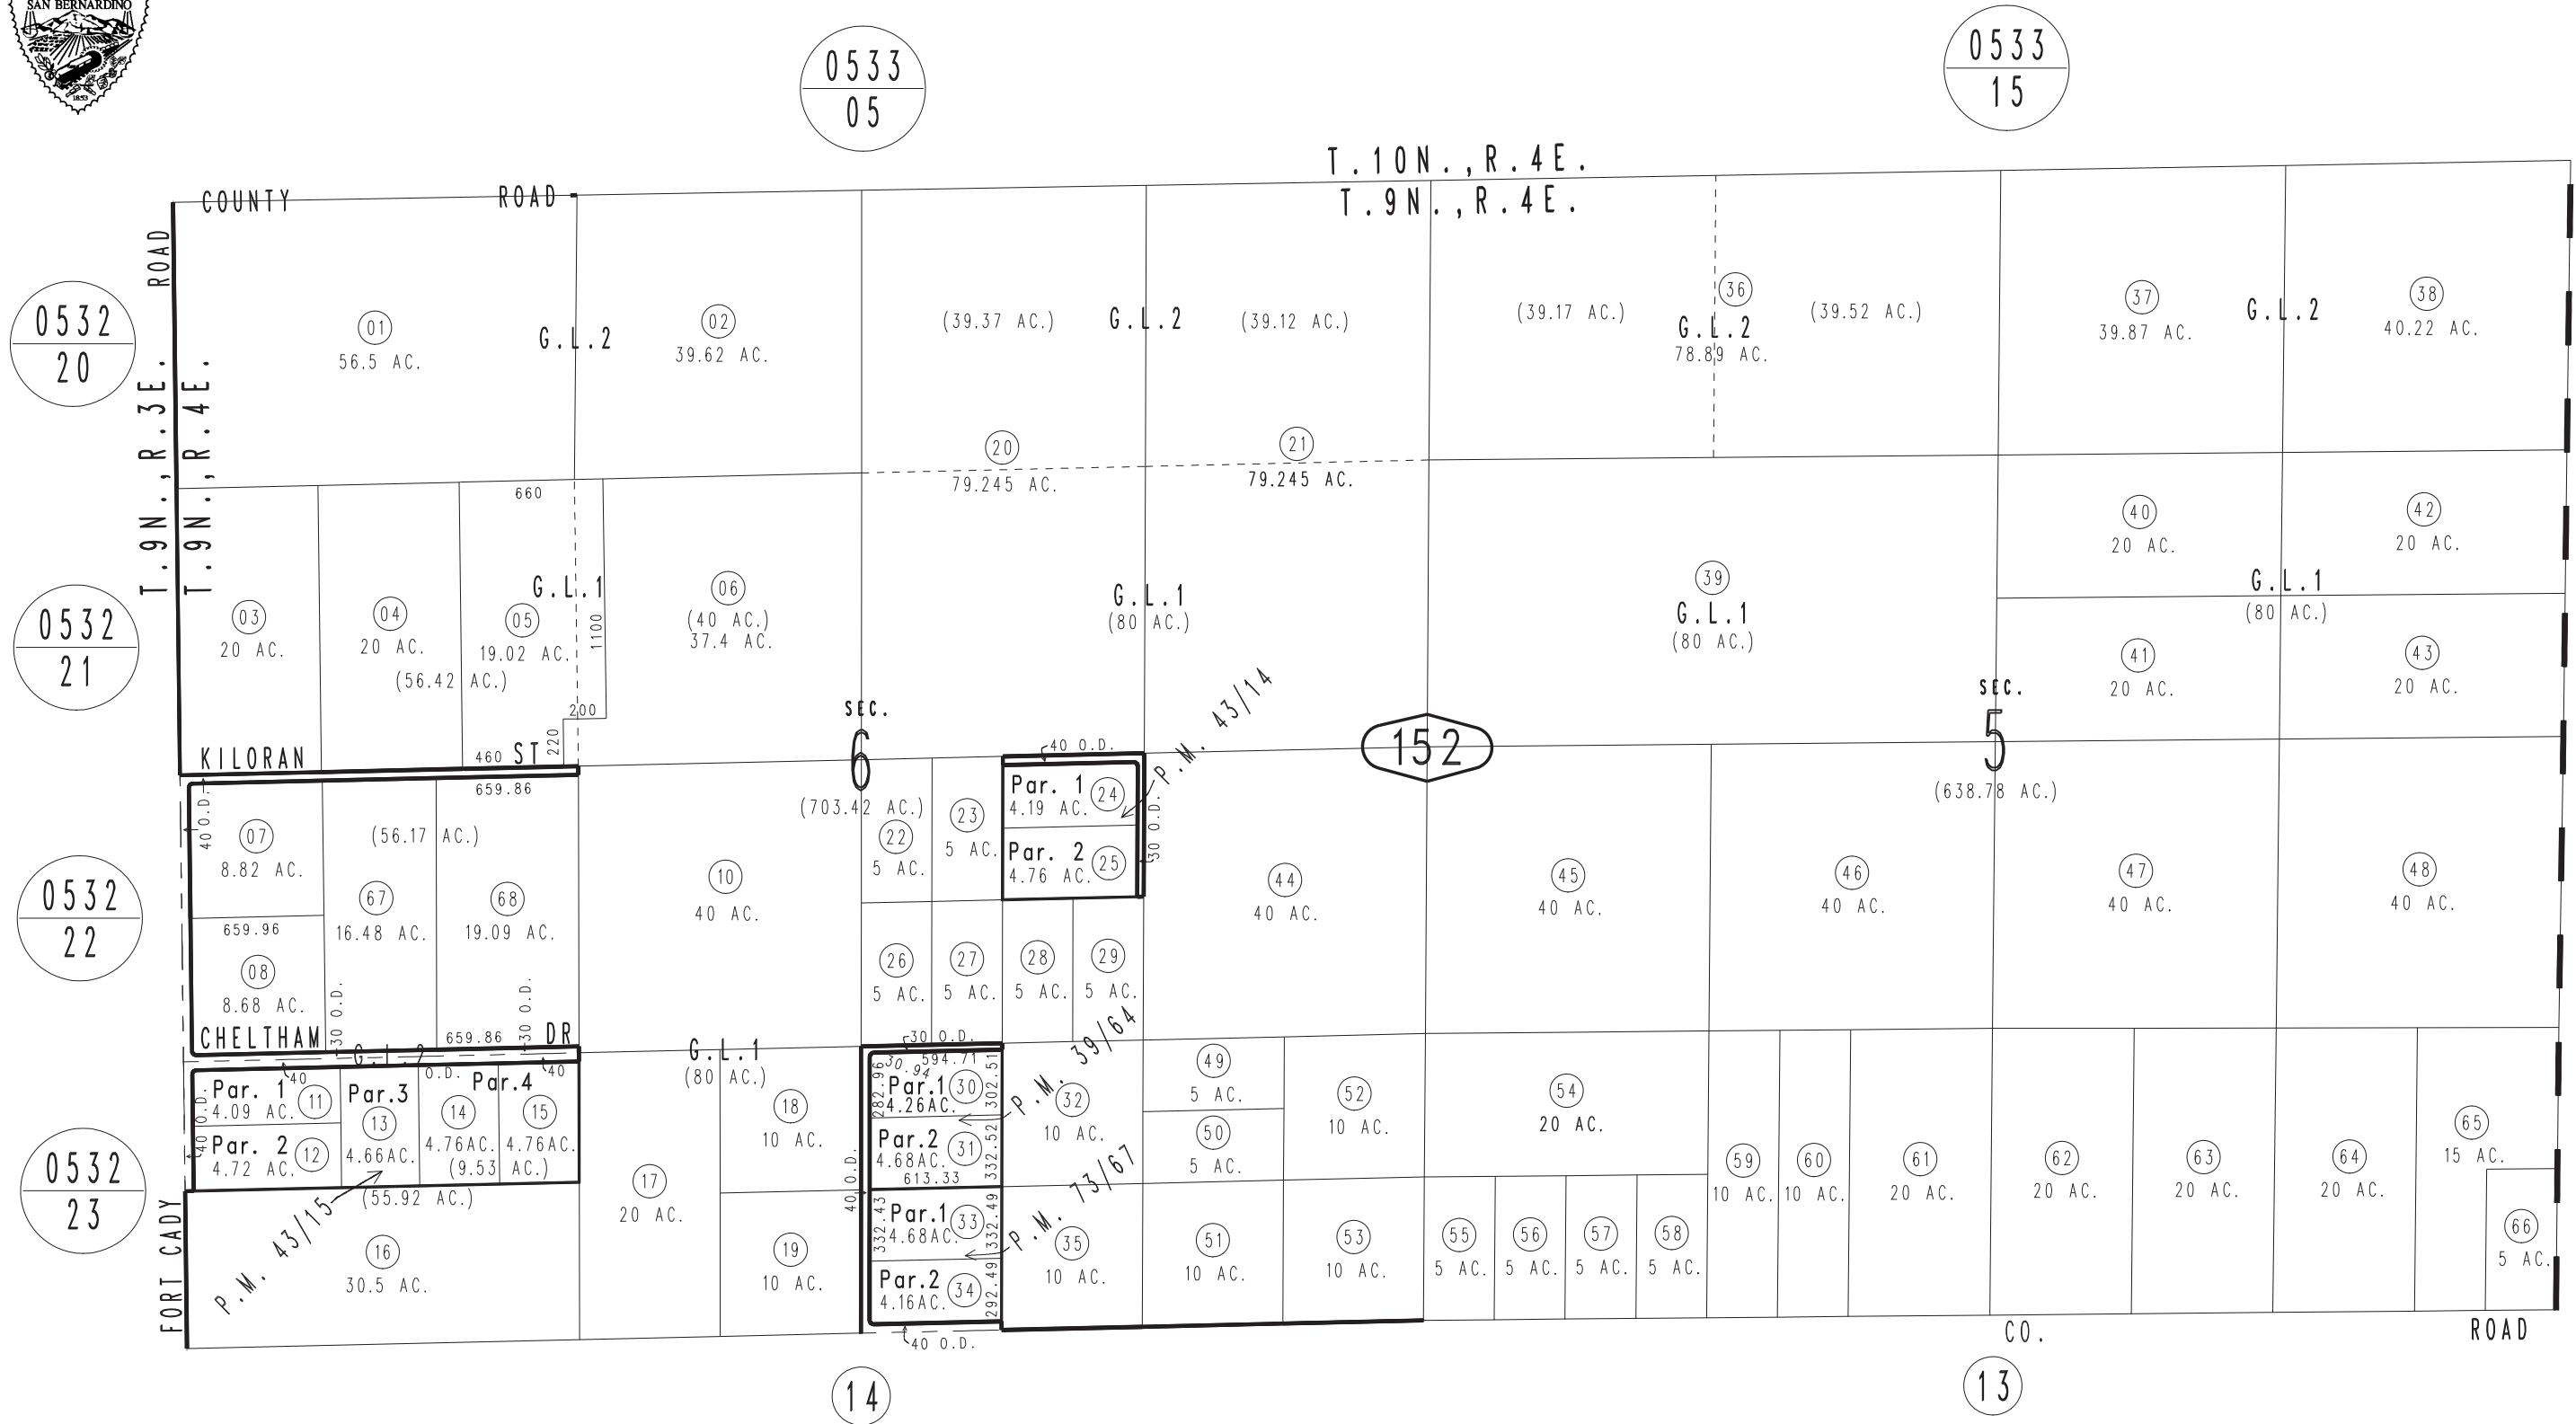 SAN BERNARDINO
1853
0533
05
0533
15
T.10N.,R.4E.
T.9N.,R.4E.
COUNTY ROAD
ROAD
0532
20
T.9N.,R.3E.
T.9N.,R.4E.
01
56.5 AC.
G.L.2
02
39.62 AC.
(39.37 AC.)
G.L.2
(39.12 AC.)
(39.17 AC.)
36
G.L.2
78.89 AC.
(39.52 AC.)
37
39.87 AC.
G.L.2
38
40.22 AC.
20
79.245 AC.
21
79.245 AC.
0532
21
03
20 AC.
04
20 AC.
660
G.L.1
05
19.02 AC.
(56.42 AC.)
1100
200
220
460
06
(40 AC.)
37.4 AC.
G.L.1
(80 AC.)
39
G.L.1
(80 AC.)
40
20 AC.
42
20 AC.
G.L.1
(80 AC.)
41
20 AC.
43
20 AC.
KILORAN ST
SEC.
6
(703.42 AC.)
152
SEC.
5
(638.78 AC.)
0532
22
40 O.D.
659.86
07
8.82 AC.
(56.17 AC.)
67
16.48 AC.
68
19.09 AC.
659.96
08
8.68 AC.
30 O.D.
659.86
30 O.D.
CHELTHAM DR
G.L.2
10
40 AC.
22
5 AC.
23
5 AC.
40 O.D.
Par. 1
24
4.19 AC.
Par. 2
25
4.76 AC.
30 O.D.
P.M. 43/14
26
5 AC.
27
5 AC.
28
5 AC.
29
5 AC.
44
40 AC.
45
40 AC.
46
40 AC.
47
40 AC.
48
40 AC.
0532
23
40
O.D.
40
40 O.D.
Par. 1
11
4.09 AC.
Par. 2
12
4.72 AC.
Par.3
13
4.66AC.
Par.4
14
4.76AC.
15
4.76AC.
(9.53 AC.)
(55.92 AC.)
P.M. 43/15
FORT CADY
16
30.5 AC.
G.L.1
(80 AC.)
17
20 AC.
18
10 AC.
19
10 AC.
40 O.D.
30 O.D.
594.71
30.94
282.96
Par.1
30
4.26AC.
302.51
P.M. 39/64
Par.2
31
4.68AC.
332.52
613.33
332.43
Par.1
33
4.68AC.
332.49
P.M. 73/67
Par.2
34
4.16AC.
292.49
40 O.D.
32
10 AC.
35
10 AC.
49
5 AC.
50
5 AC.
51
10 AC.
52
10 AC.
53
10 AC.
54
20 AC.
55
5 AC.
56
5 AC.
57
5 AC.
58
5 AC.
59
10 AC.
60
10 AC.
61
20 AC.
62
20 AC.
63
20 AC.
64
20 AC.
65
15 AC.
66
5 AC.
CO. ROAD
14
13